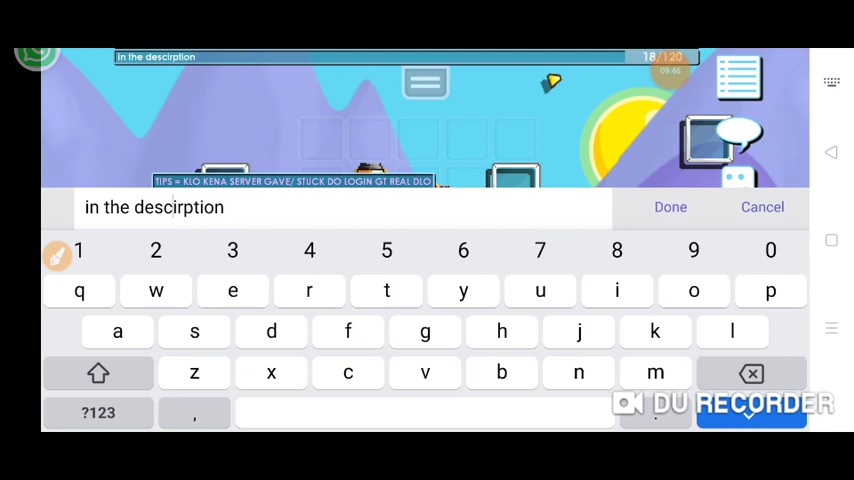 In the descirption
18/120
09:46
TIPS = KLO KENA SERVER GAVE/ STUCK DO LOGIN GT REAL DLO
in the descirption
Done
Cancel
1 2 3 4 5 6 7 8 9 0
q w e r t y u i o p
a s d f g h j k l
z x c v b n m
?123 , .
DU RECORDER